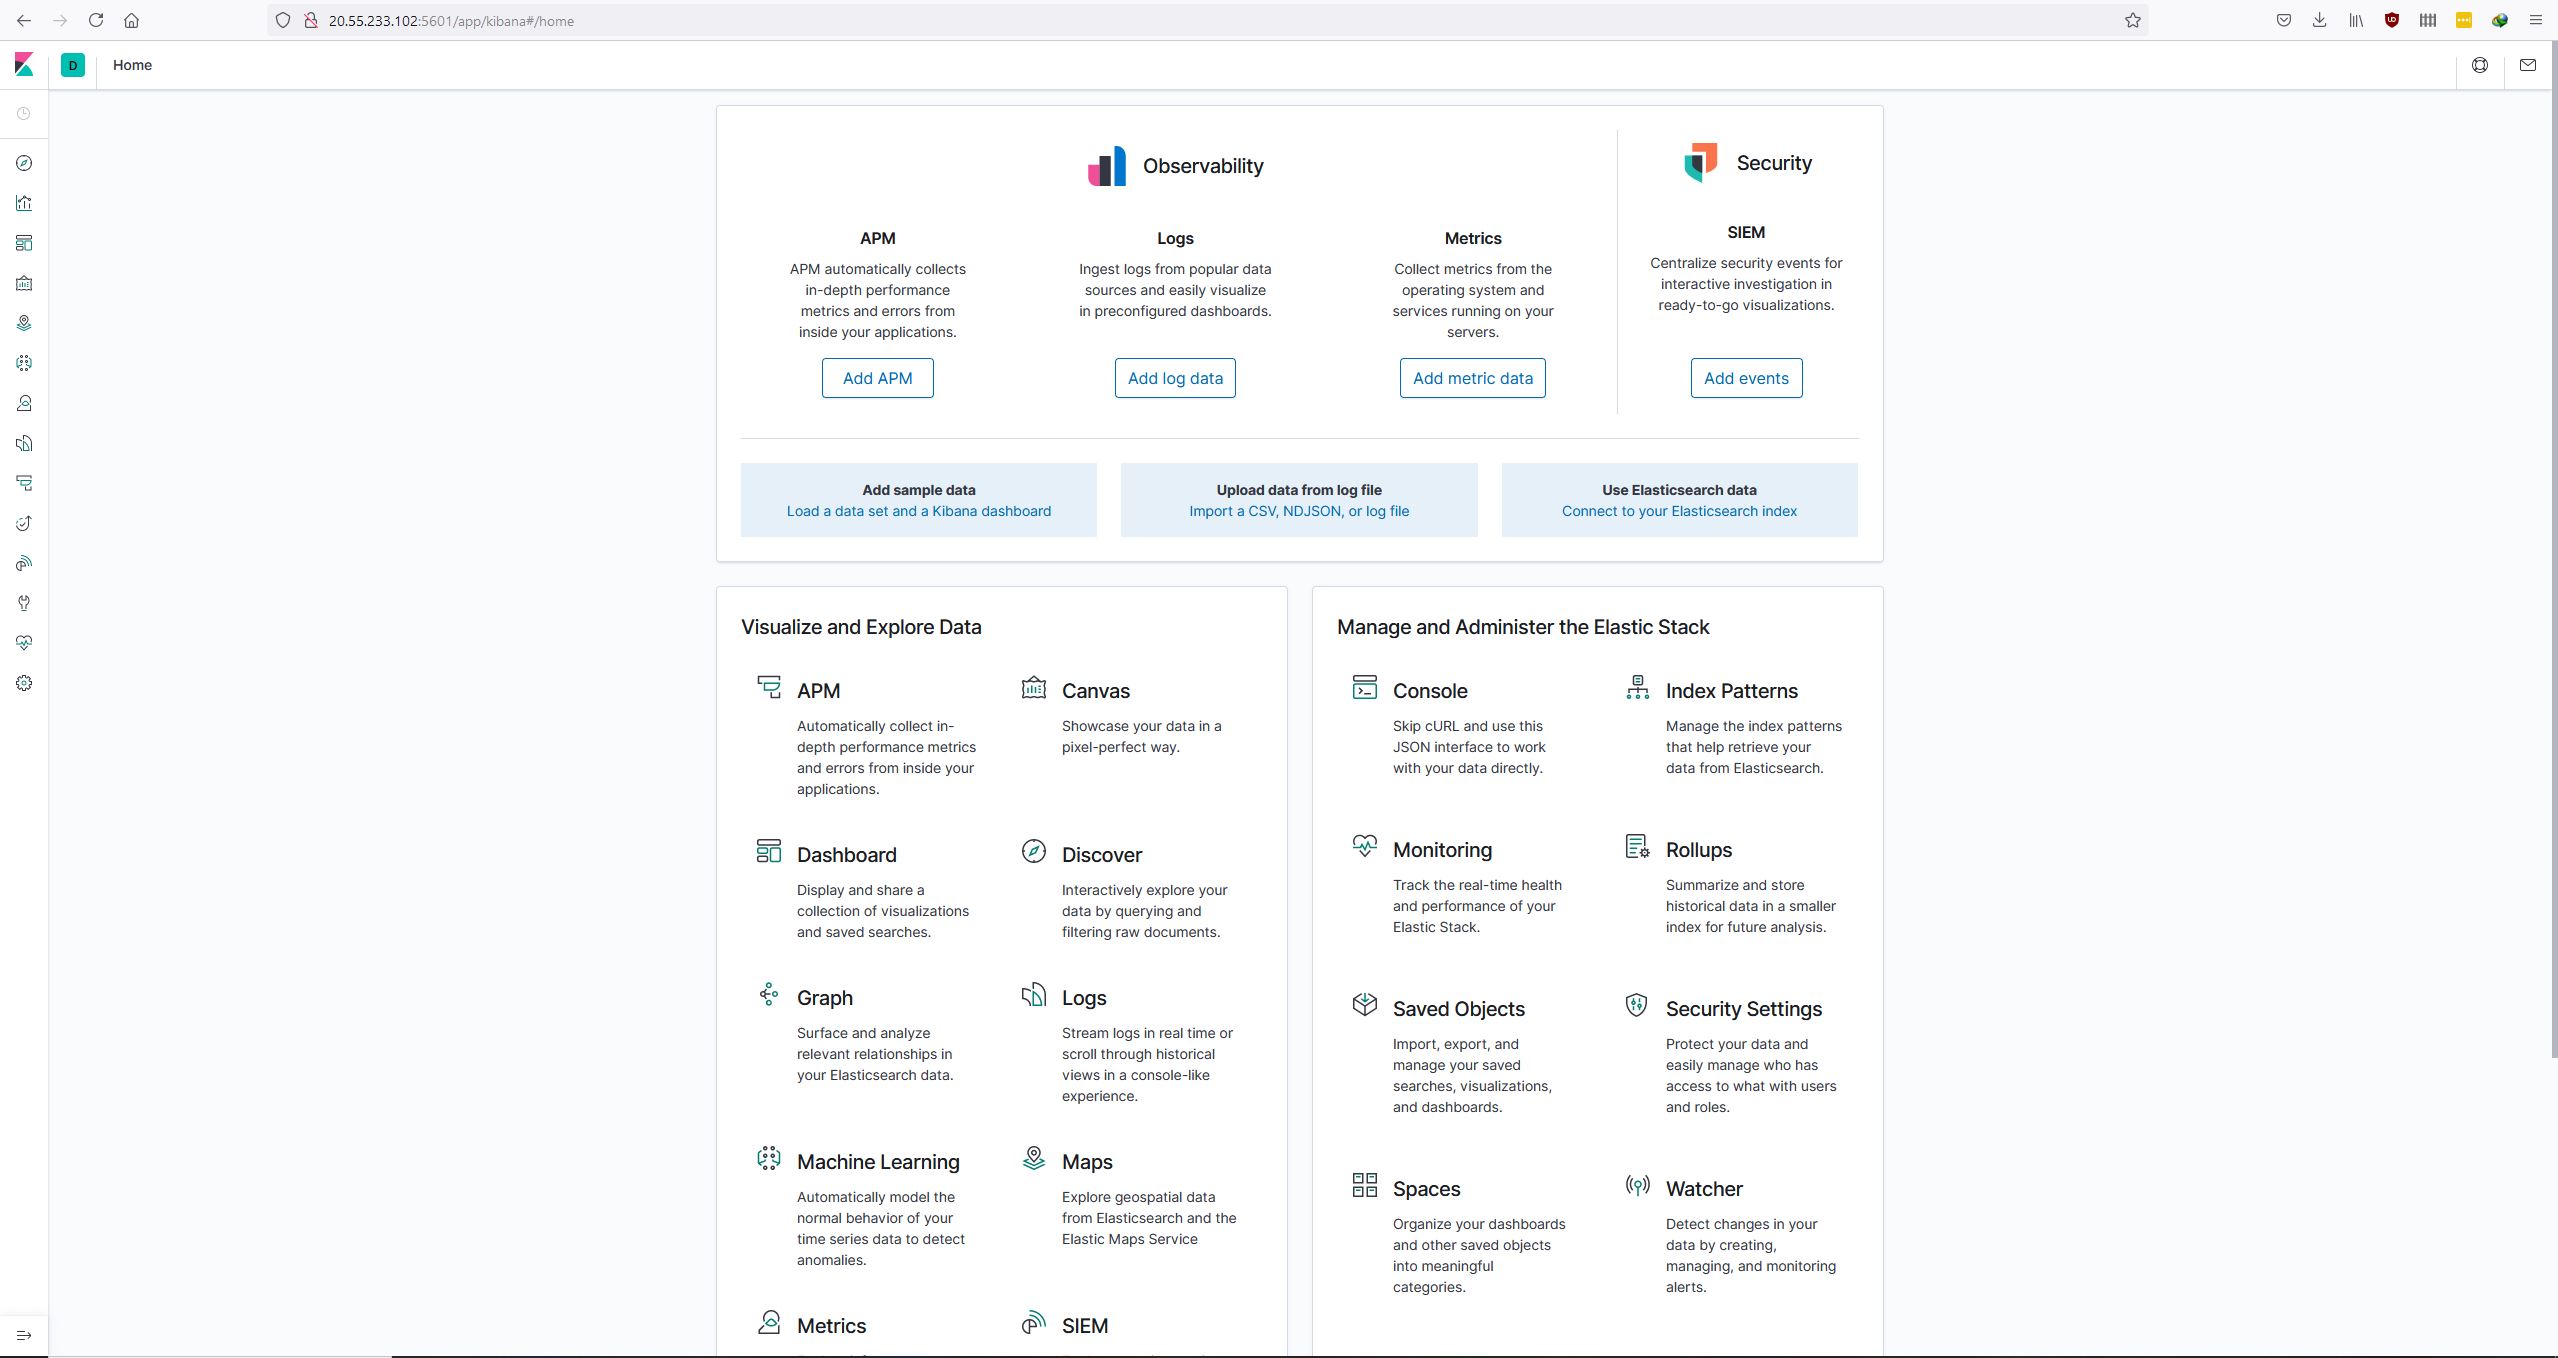 20.55.233.102:5601/app/kibana#/home
D
Home
Observability
Security
APM
APM automatically collects
in-depth performance
metrics and errors from
inside your applications.
Add APM
Logs
Ingest logs from popular data
sources and easily visualize
in preconfigured dashboards.
Add log data
Metrics
Collect metrics from the
operating system and
services running on your
servers.
Add metric data
SIEM
Centralize security events for
interactive investigation in
ready-to-go visualizations.
Add events
Add sample data
Load a data set and a Kibana dashboard
Upload data from log file
Import a CSV, NDJSON, or log file
Use Elasticsearch data
Connect to your Elasticsearch index
Visualize and Explore Data
APM
Automatically collect in-
depth performance metrics
and errors from inside your
applications.
Canvas
Showcase your data in a
pixel-perfect way.
Dashboard
Display and share a
collection of visualizations
and saved searches.
Discover
Interactively explore your
data by querying and
filtering raw documents.
Graph
Surface and analyze
relevant relationships in
your Elasticsearch data.
Logs
Stream logs in real time or
scroll through historical
views in a console-like
experience.
Machine Learning
Automatically model the
normal behavior of your
time series data to detect
anomalies.
Maps
Explore geospatial data
from Elasticsearch and the
Elastic Maps Service
Metrics
SIEM
Manage and Administer the Elastic Stack
Console
Skip cURL and use this
JSON interface to work
with your data directly.
Index Patterns
Manage the index patterns
that help retrieve your
data from Elasticsearch.
Monitoring
Track the real-time health
and performance of your
Elastic Stack.
Rollups
Summarize and store
historical data in a smaller
index for future analysis.
Saved Objects
Import, export, and
manage your saved
searches, visualizations,
and dashboards.
Security Settings
Protect your data and
easily manage who has
access to what with users
and roles.
Spaces
Organize your dashboards
and other saved objects
into meaningful
categories.
Watcher
Detect changes in your
data by creating,
managing, and monitoring
alerts.